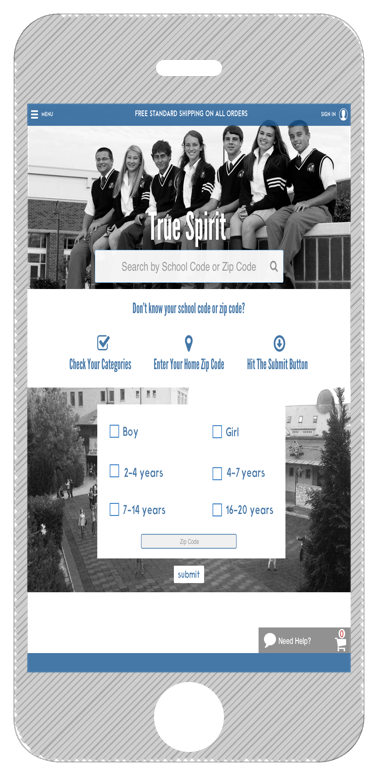 MENU
FREE STANDARD SHIPPING ON ALL ORDERS
SIGN IN
True Spirit
Search by School Code or Zip Code
Don't know your school code or zip code?
Check Your Categories
Enter Your Home Zip Code
Hit The Submit Button
Boy
Girl
2-4 years
4-7 years
7-14 years
16-20 years
Zip Code
submit
Need Help?
0